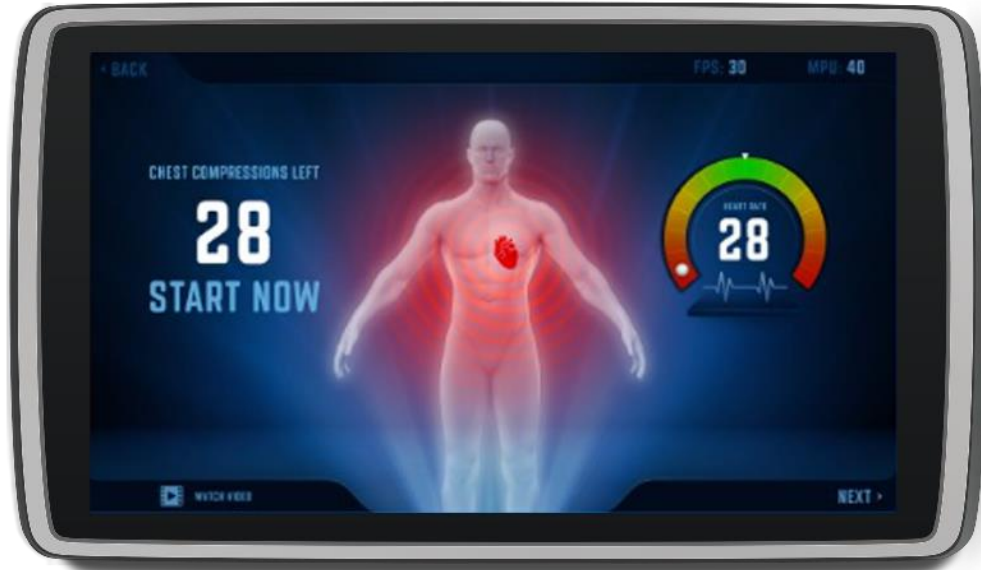 ‹ BACK
FPS: 30
MPU: 40
CHEST COMPRESSIONS LEFT
28
START NOW
HEART RATE
28
WATCH VIDEO
NEXT ›